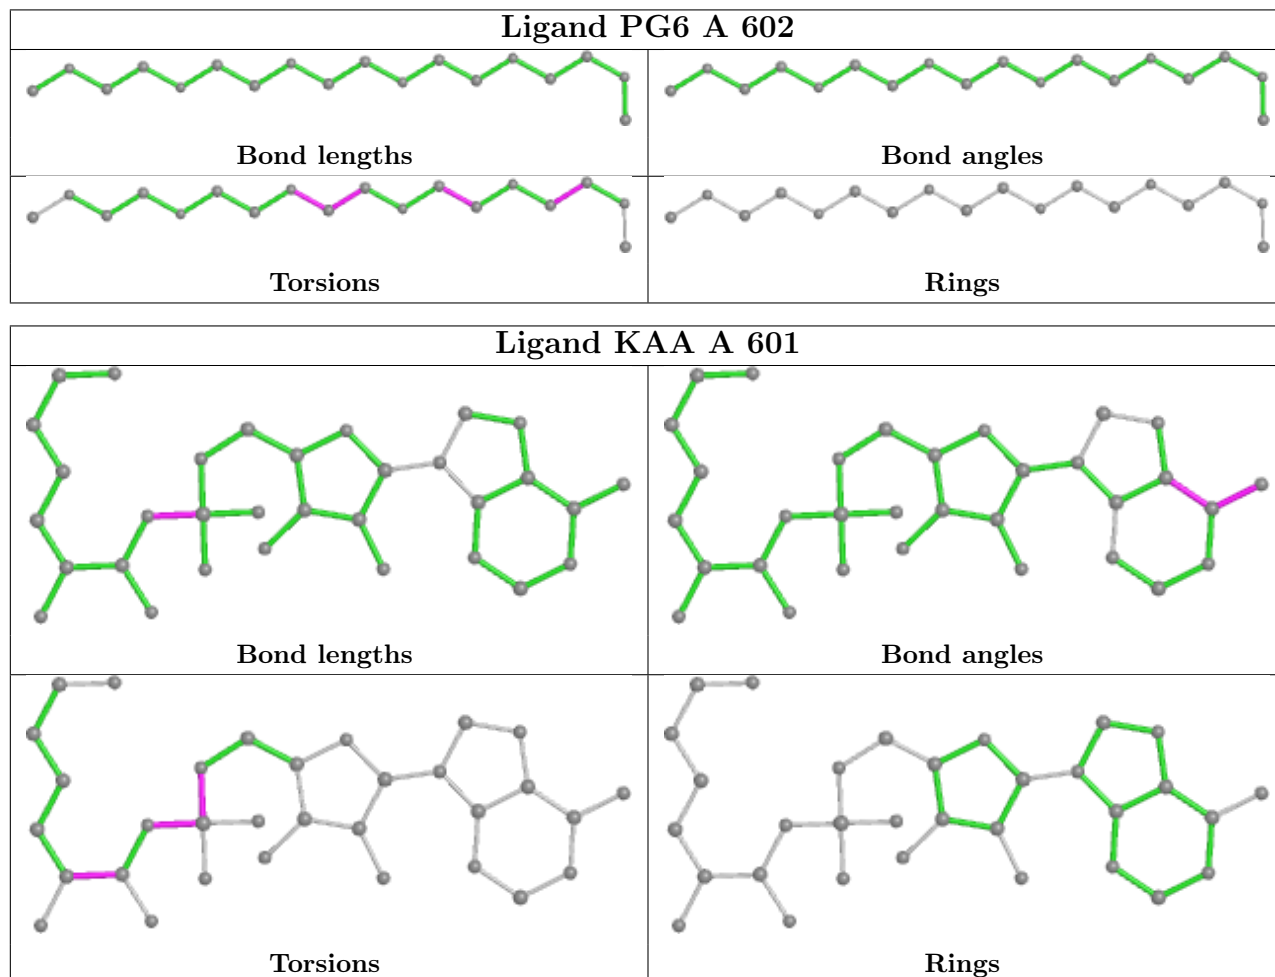 Ligand PG6 A 602
Bond lengths
Bond angles
Torsions
Rings
Ligand KAA A 601
Bond lengths
Bond angles
Torsions
Rings